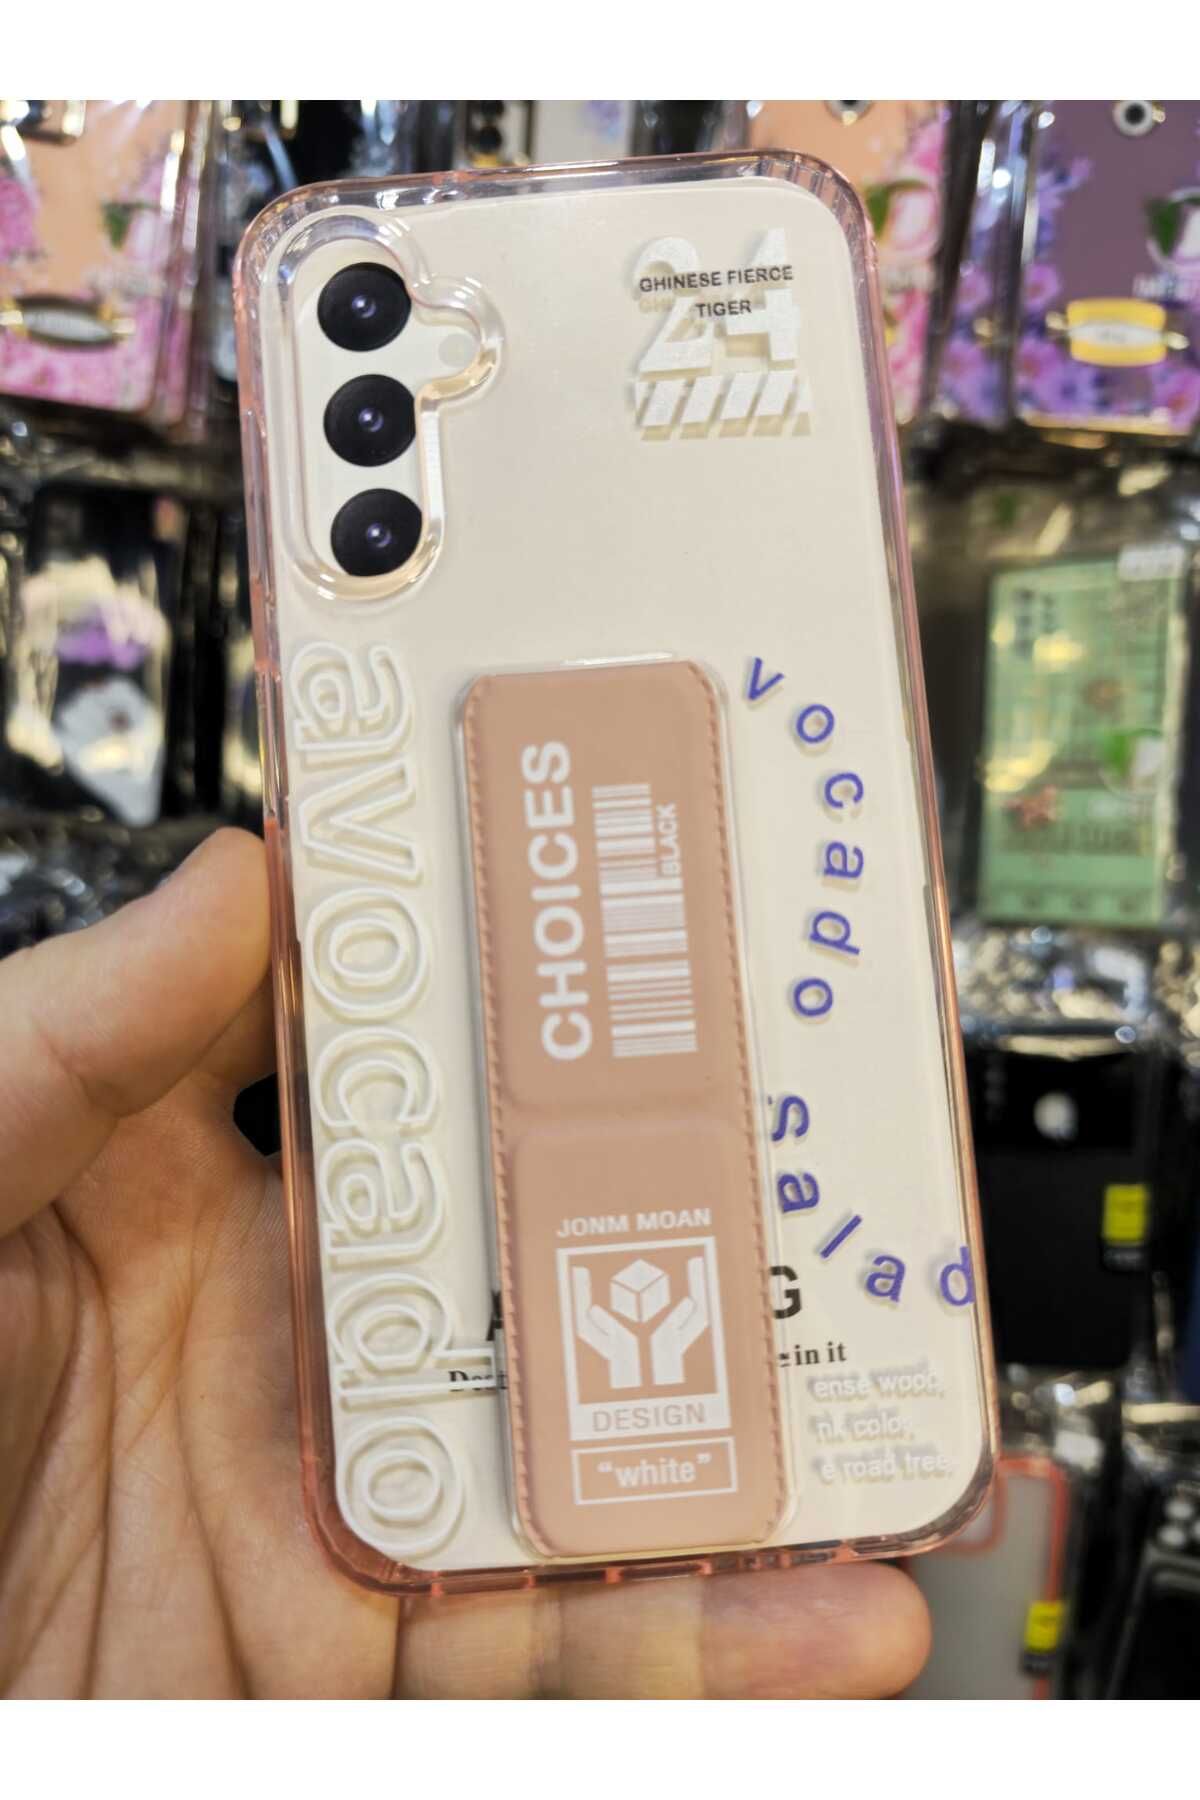 24
GHINESE FIERCE
TIGER
avocado
CHOICES
BLACK
vocado
Salad
JONM MOAN
DESIGN
"white"
G
in it
ense wood,
color,
e road tree,